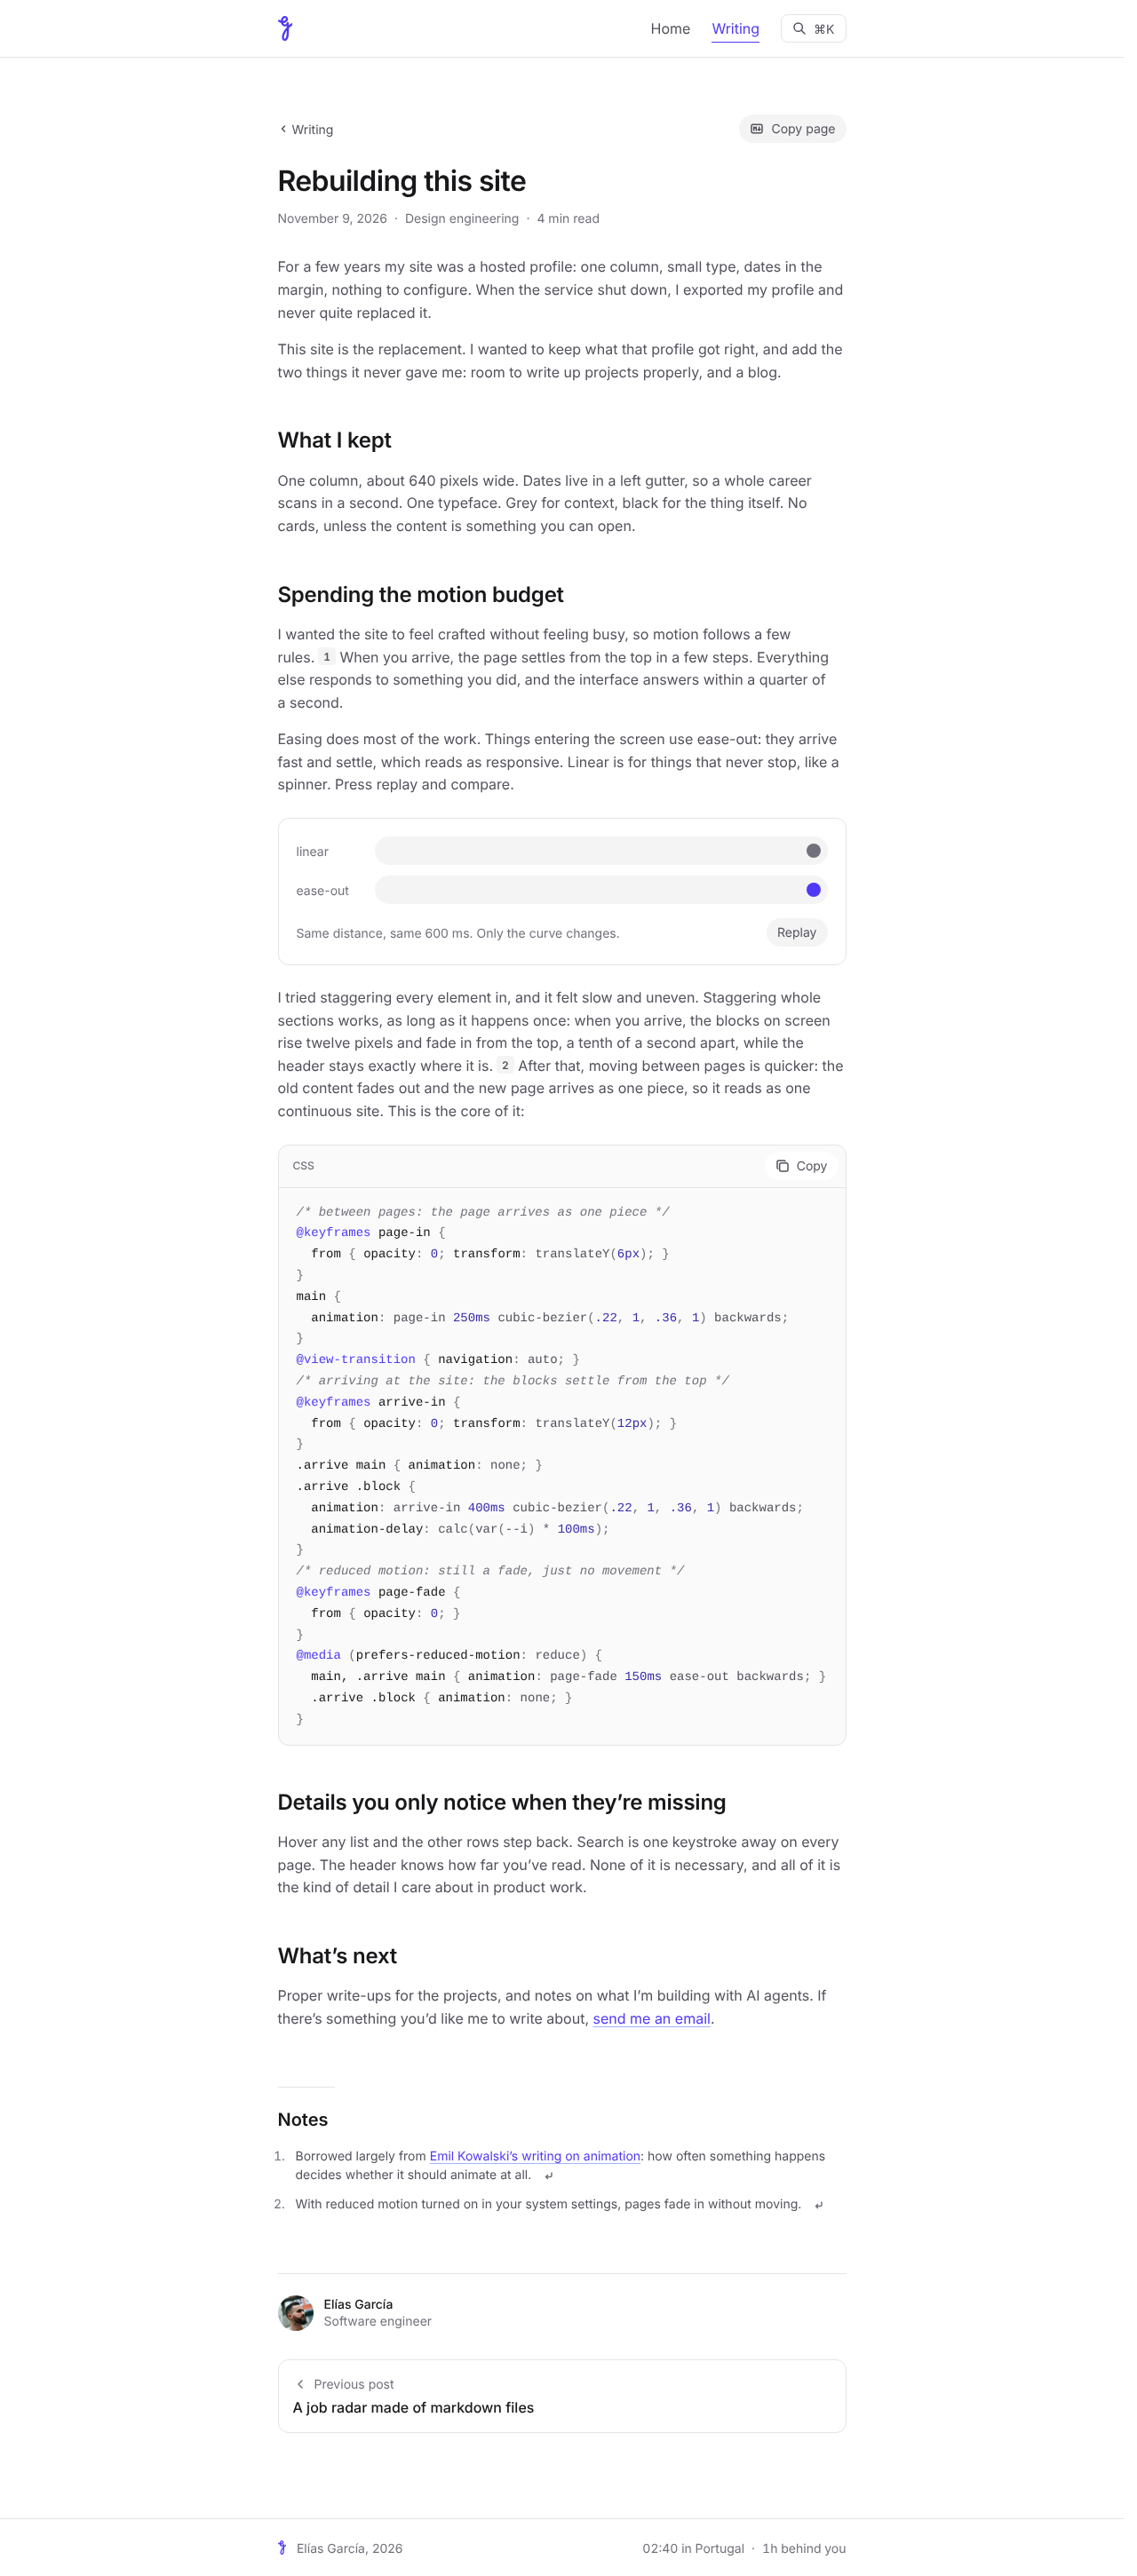 Home
Writing
⌘K
Writing
Copy page
Rebuilding this site
November 9, 2026 · Design engineering · 4 min read
For a few years my site was a hosted profile: one column, small type, dates in the
margin, nothing to configure. When the service shut down, I exported my profile and
never quite replaced it.
This site is the replacement. I wanted to keep what that profile got right, and add the
two things it never gave me: room to write up projects properly, and a blog.
What I kept
One column, about 640 pixels wide. Dates live in a left gutter, so a whole career
scans in a second. One typeface. Grey for context, black for the thing itself. No
cards, unless the content is something you can open.
Spending the motion budget
I wanted the site to feel crafted without feeling busy, so motion follows a few
rules. 1 When you arrive, the page settles from the top in a few steps. Everything
else responds to something you did, and the interface answers within a quarter of
a second.
Easing does most of the work. Things entering the screen use ease-out: they arrive
fast and settle, which reads as responsive. Linear is for things that never stop, like a
spinner. Press replay and compare.
linear
ease-out
Same distance, same 600 ms. Only the curve changes.
Replay
I tried staggering every element in, and it felt slow and uneven. Staggering whole
sections works, as long as it happens once: when you arrive, the blocks on screen
rise twelve pixels and fade in from the top, a tenth of a second apart, while the
header stays exactly where it is. 2 After that, moving between pages is quicker: the
old content fades out and the new page arrives as one piece, so it reads as one
continuous site. This is the core of it:
CSS
Copy
/* between pages: the page arrives as one piece */
@keyframes page-in {
  from { opacity: 0; transform: translateY(6px); }
}
main {
  animation: page-in 250ms cubic-bezier(.22, 1, .36, 1) backwards;
}
@view-transition { navigation: auto; }
/* arriving at the site: the blocks settle from the top */
@keyframes arrive-in {
  from { opacity: 0; transform: translateY(12px); }
}
.arrive main { animation: none; }
.arrive .block {
  animation: arrive-in 400ms cubic-bezier(.22, 1, .36, 1) backwards;
  animation-delay: calc(var(--i) * 100ms);
}
/* reduced motion: still a fade, just no movement */
@keyframes page-fade {
  from { opacity: 0; }
}
@media (prefers-reduced-motion: reduce) {
  main, .arrive main { animation: page-fade 150ms ease-out backwards; }
  .arrive .block { animation: none; }
}
Details you only notice when they’re missing
Hover any list and the other rows step back. Search is one keystroke away on every
page. The header knows how far you’ve read. None of it is necessary, and all of it is
the kind of detail I care about in product work.
What’s next
Proper write-ups for the projects, and notes on what I’m building with AI agents. If
there’s something you’d like me to write about, send me an email.
Notes
1. Borrowed largely from Emil Kowalski’s writing on animation: how often something happens
decides whether it should animate at all. ↵
2. With reduced motion turned on in your system settings, pages fade in without moving. ↵
Elías García
Software engineer
Previous post
A job radar made of markdown files
Elías García, 2026
02:40 in Portugal · 1h behind you